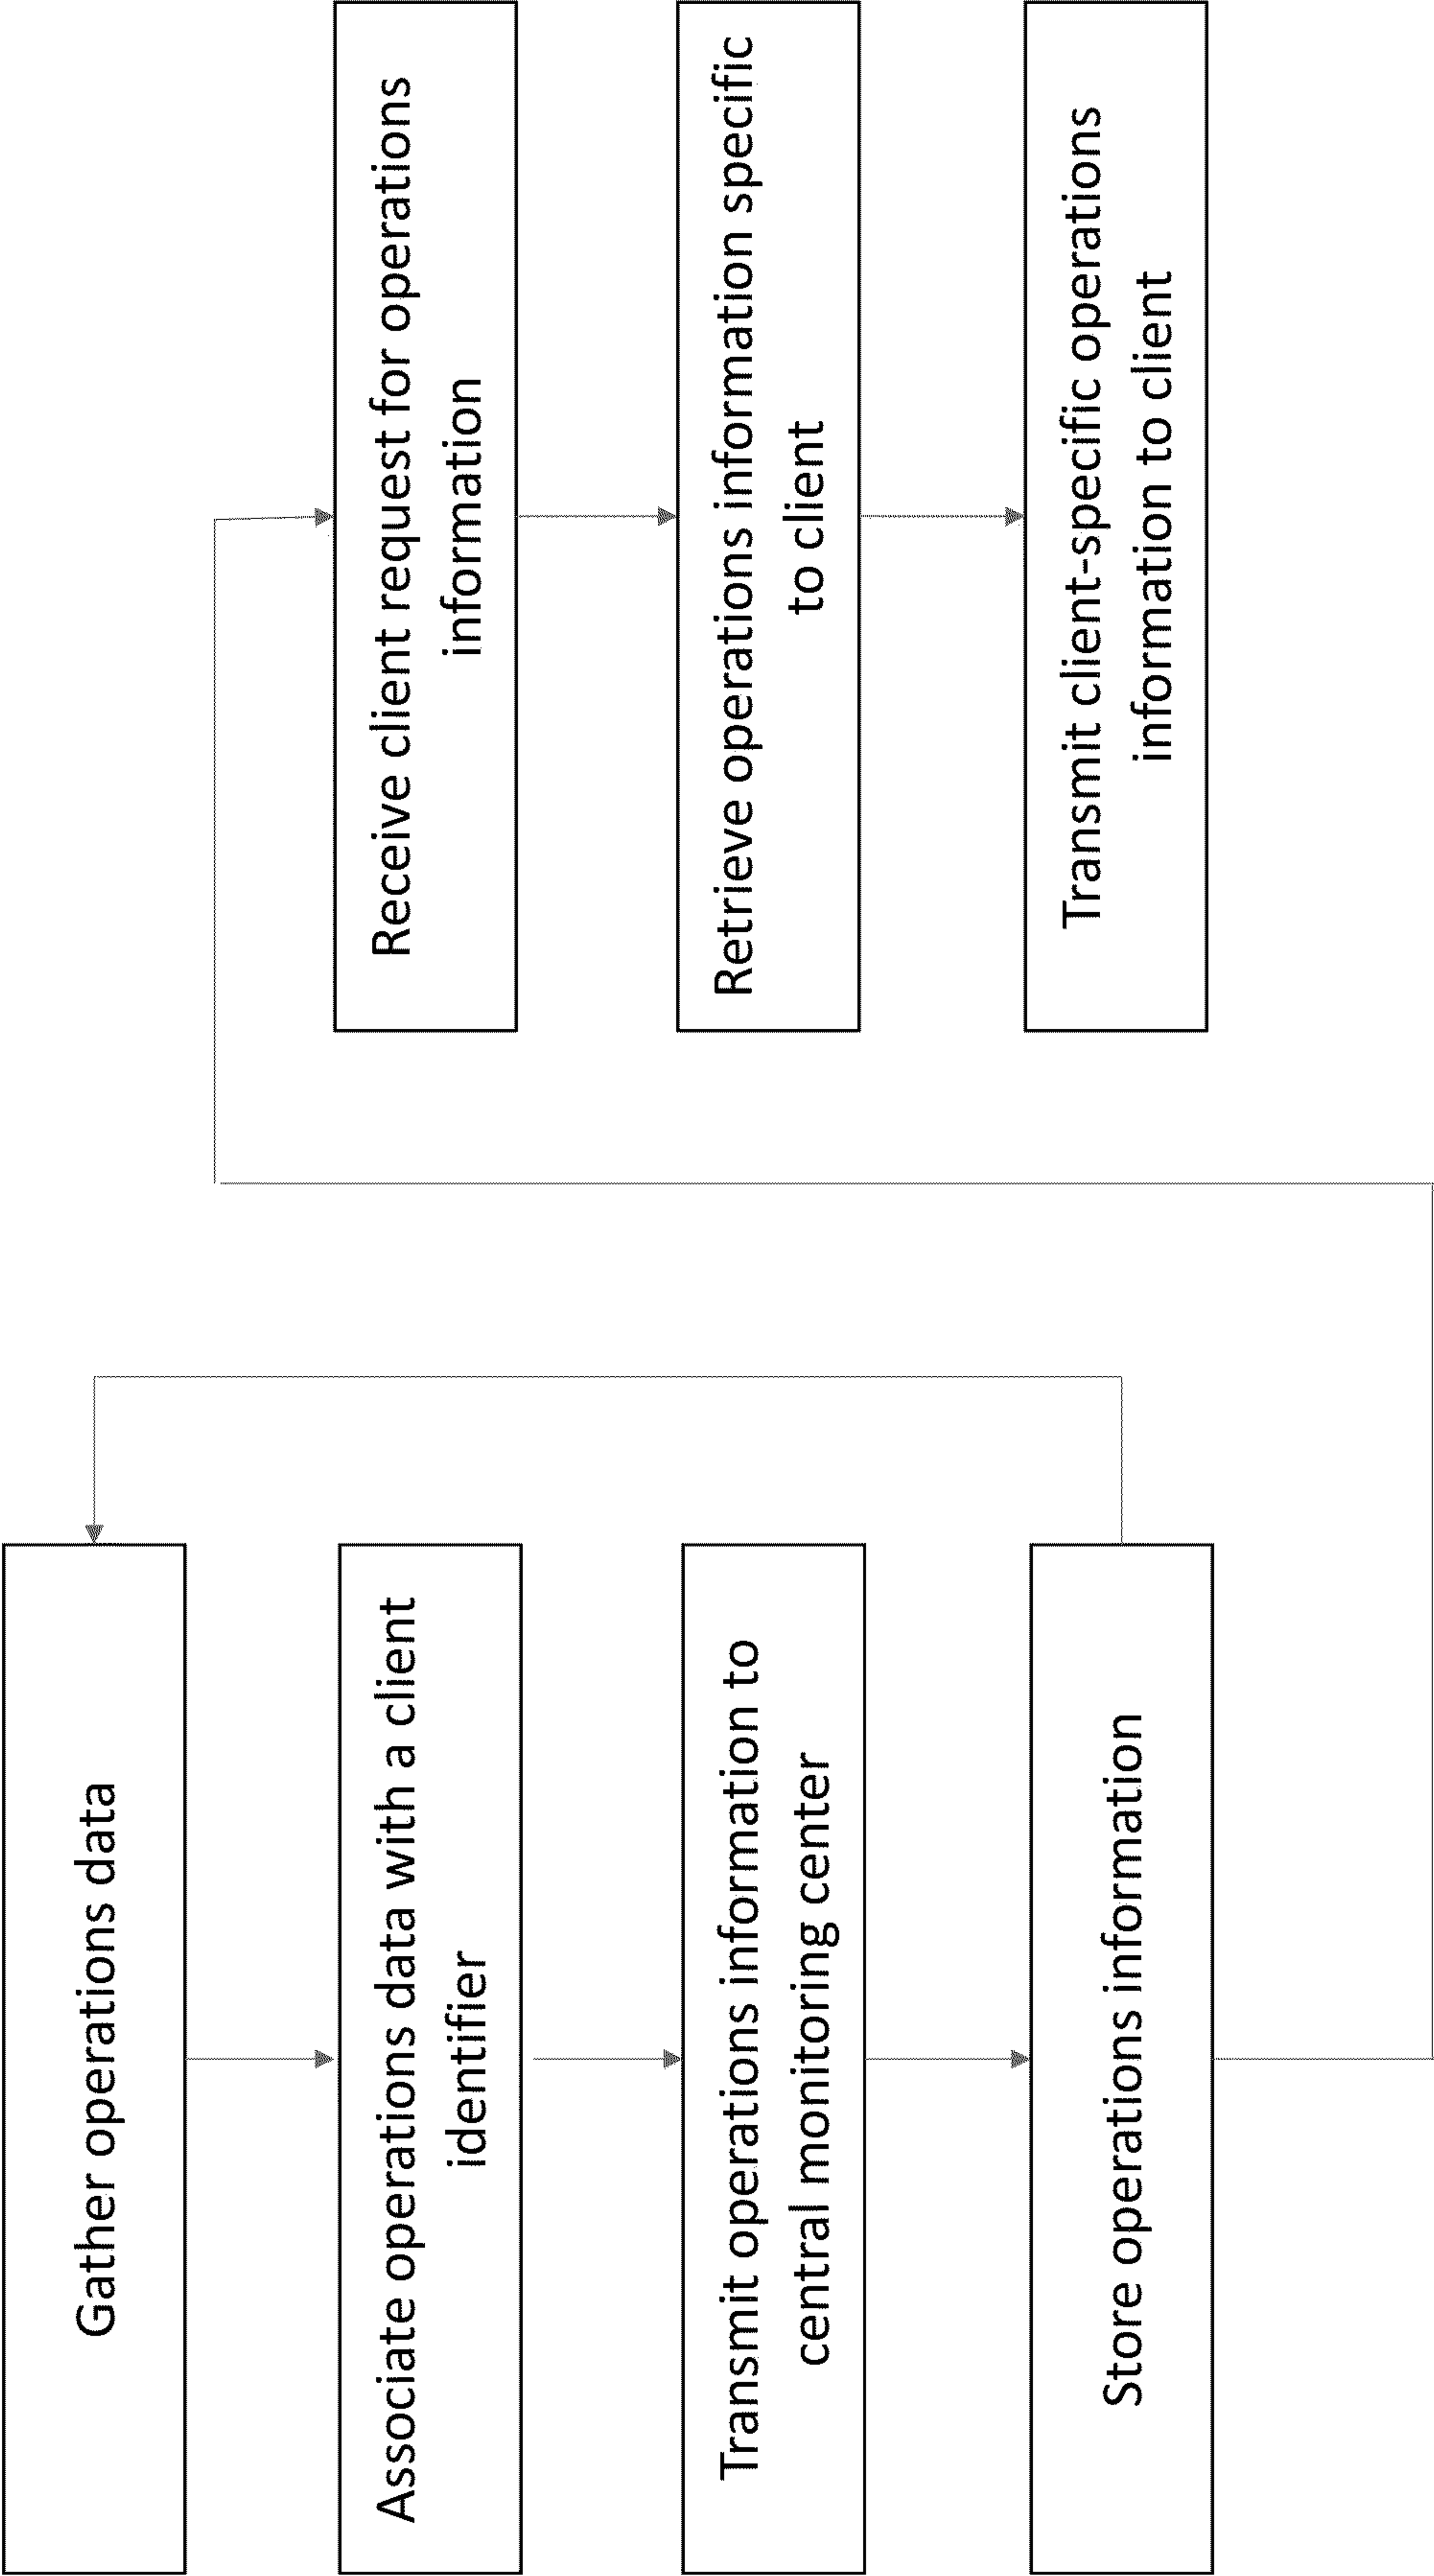 Gather operations data
Associate operations data with a client
identifier
Transmit operations information to
central monitoring center
Store operations information
Receive client request for operations
information
Retrieve operations information specific
to client
Transmit client-specific operations
information to client